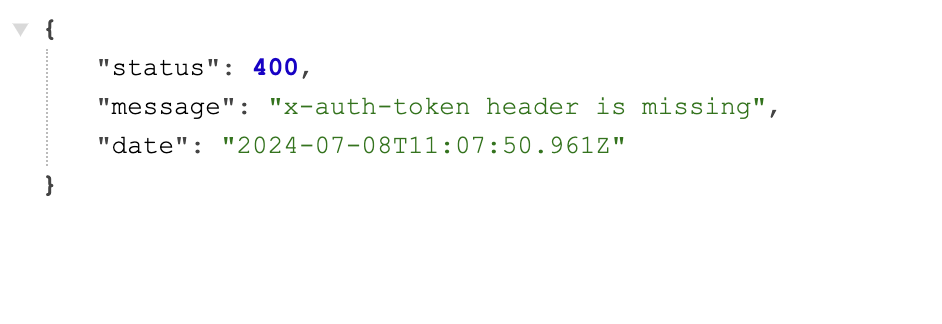 {
"status": 400,
"message": "x-auth-token header is missing",
"date": "2024-07-08T11:07:50.961Z"
}